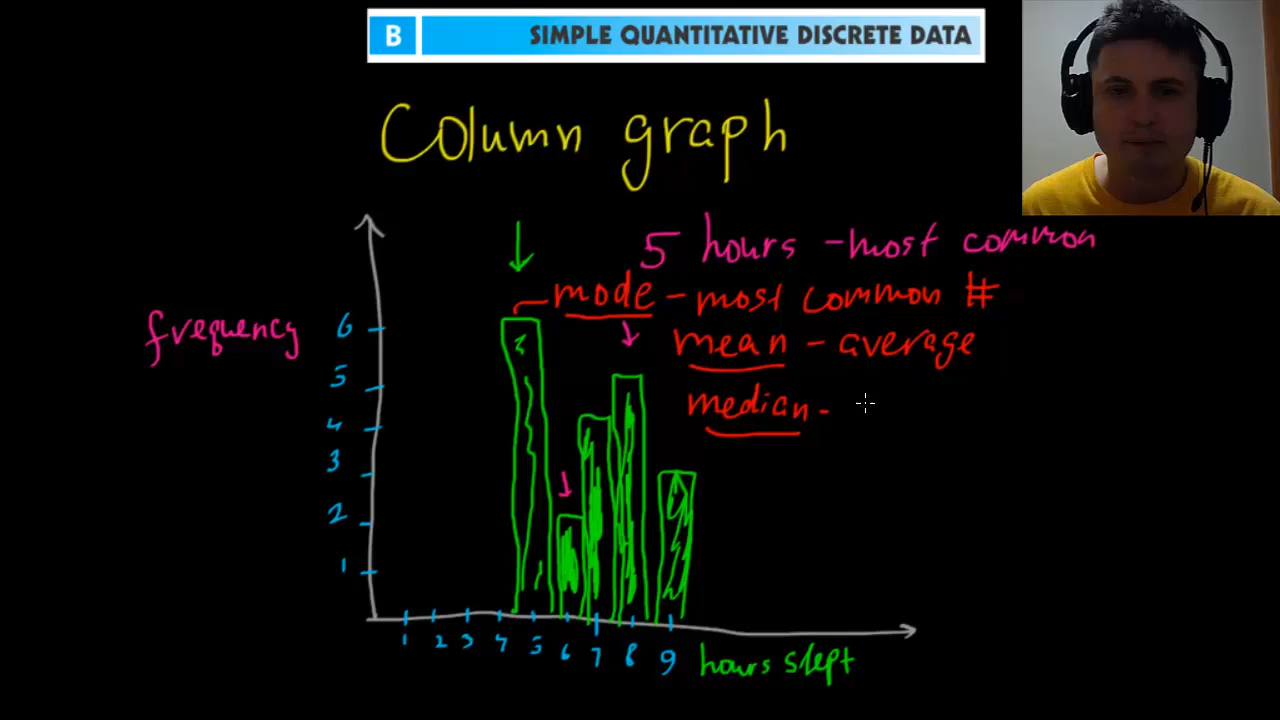 B SIMPLE QUANTITATIVE DISCRETE DATA
Column graph
5 hours - most common
mode - most common #
mean - average
median -
frequency
6
5
4
3
2
1
1 2 3 4 5 6 7 8 9
hours slept